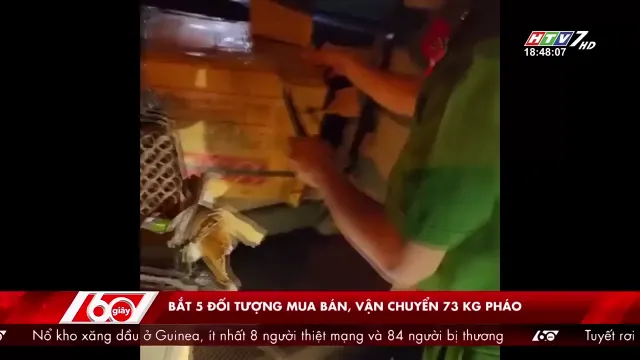 HTV7 HD
18:48:07
60 giây
BẮT 5 ĐỐI TƯỢNG MUA BÁN, VẬN CHUYỂN 73 KG PHÁO
Nổ kho xăng dầu ở Guinea, ít nhất 8 người thiệt mạng và 84 người bị thương 60 Tuyết rơi